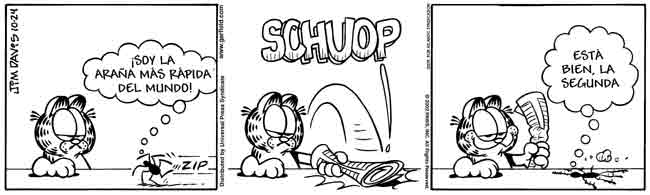 JIM DAVIS 10-24
¡SOY LA
ARAÑA MÁS RÁPIDA
DEL MUNDO!
ZIP
www.garfield.com
Distributed by Universal Press Syndicate
SCHUOP
!
© 2002 PAWS, INC. All Rights Reserved.
ESTÁ
BIEN, LA
SEGUNDA